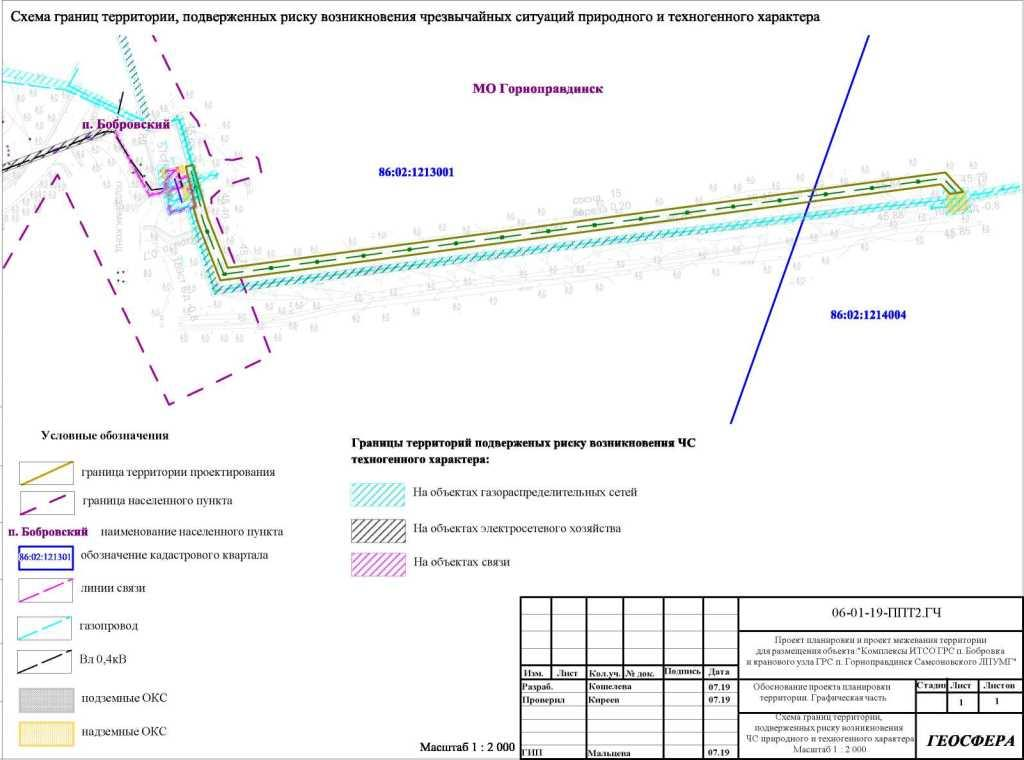 Схема границ территории, подверженных риску возникновения чрезвычайных ситуаций природного и техногенного характера
МО Горноправдинск
п. Бобровский
86:02:1213001
86:02:1214004
Условные обозначения
граница территории проектирования
граница населенного пункта
п. Бобровский наименование населенного пункта
86:02:121301 обозначение кадастрового квартала
линии связи
газопровод
Вл 0,4кВ
подземные ОКС
надземные ОКС
Границы территорий подверженых риску возникновения ЧС
техногенного характера:
На объектах газораспределительных сетей
На объектах электросетевого хозяйства
На объектах связи
Масштаб 1 : 2 000
06-01-19-ППТ2.ГЧ
Проект планировки и проект межевания территории
для размещения объекта:"Комплексы ИТСО ГРС п. Бобровка
и кранового узла ГРС п. Горноправдинск Самсоновского ЛПУМГ"
Изм. Лист Кол.уч. № док. Подпись Дата
Разраб. Кошелева 07.19
Проверил Киреев 07.19
ГИП Мальцева 07.19
Обоснование проекта планировки
территории. Графическая часть
Стадия Лист Листов
1 1
Схема границ территории,
подверженных риску возникновения
ЧС природного и техногенного характера
Масштаб 1 : 2 000
ГЕОСФЕРА